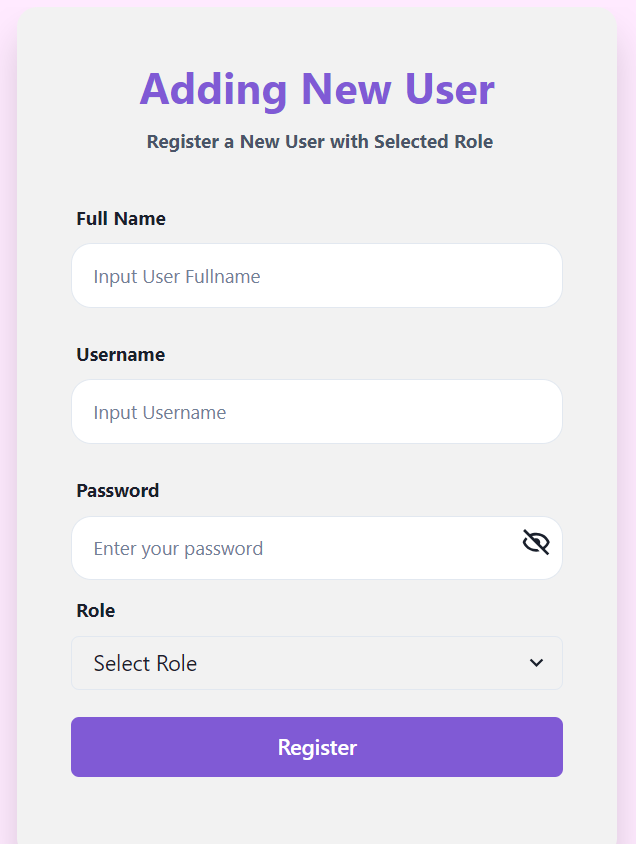 Adding New User
Register a New User with Selected Role
Full Name
Input User Fullname
Username
Input Username
Password
Enter your password
Role
Select Role
Register